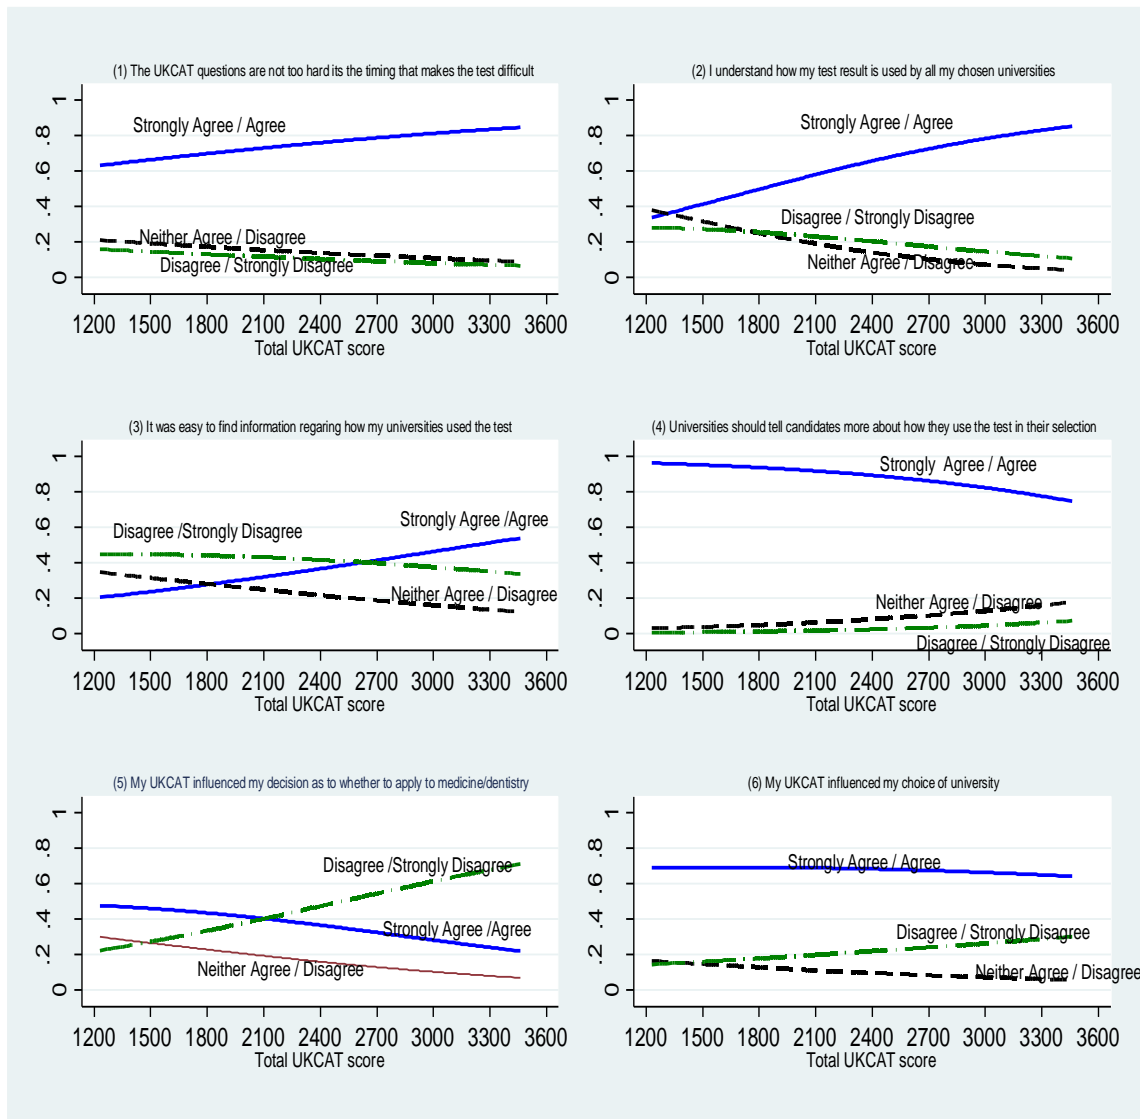 (1) The UKCAT questions are not too hard its the timing that makes the test difficult
1
.8
.6
.4
.2
0
Strongly Agree / Agree
Neither Agree / Disagree
Disagree / Strongly Disagree
1200 1500 1800 2100 2400 2700 3000 3300 3600
Total UKCAT score
(2) I understand how my test result is used by all my chosen universities
1
.8
.6
.4
.2
0
Strongly Agree / Agree
Disagree / Strongly Disagree
Neither Agree / Disagree
1200 1500 1800 2100 2400 2700 3000 3300 3600
Total UKCAT score
(3) It was easy to find information regaring how my universities used the test
1
.8
.6
.4
.2
0
Strongly Agree /Agree
Disagree /Strongly Disagree
Neither Agree / Disagree
1200 1500 1800 2100 2400 2700 3000 3300 3600
Total UKCAT score
(4) Universities should tell candidates more about how they use the test in their selection
1
.8
.6
.4
.2
0
Strongly Agree / Agree
Neither Agree / Disagree
Disagree / Strongly Disagree
1200 1500 1800 2100 2400 2700 3000 3300 3600
Total UKCAT score
(5) My UKCAT influenced my decision as to whether to apply to medicine/dentistry
1
.8
.6
.4
.2
0
Disagree /Strongly Disagree
Strongly Agree /Agree
Neither Agree / Disagree
1200 1500 1800 2100 2400 2700 3000 3300 3600
Total UKCAT score
(6) My UKCAT influenced my choice of university
1
.8
.6
.4
.2
0
Strongly Agree / Agree
Disagree / Strongly Disagree
Neither Agree / Disagree
1200 1500 1800 2100 2400 2700 3000 3300 3600
Total UKCAT score